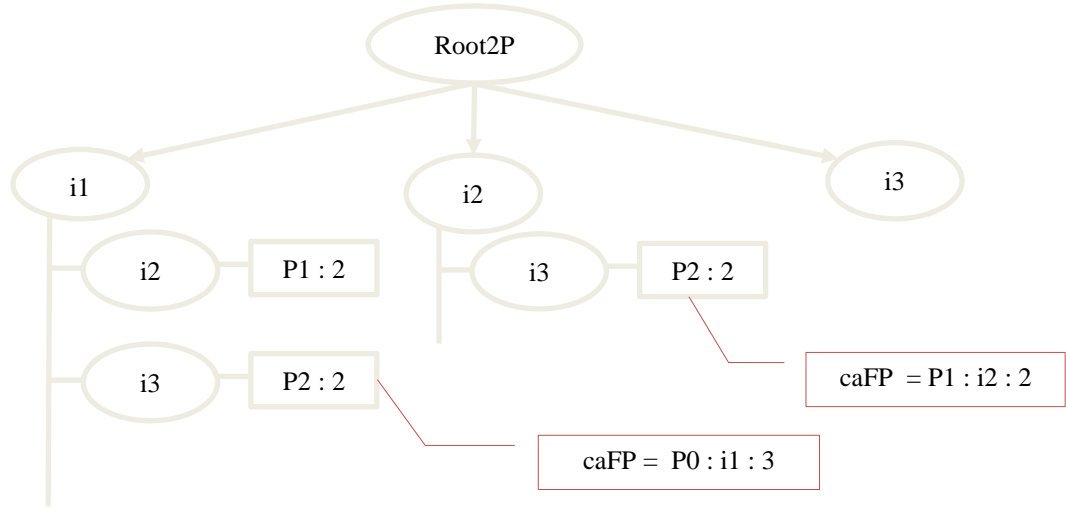 Root2P
i1
i2
i3
i2
P1 : 2
i3
P2 : 2
i3
P2 : 2
caFP = P1 : i2 : 2
caFP = P0 : i1 : 3